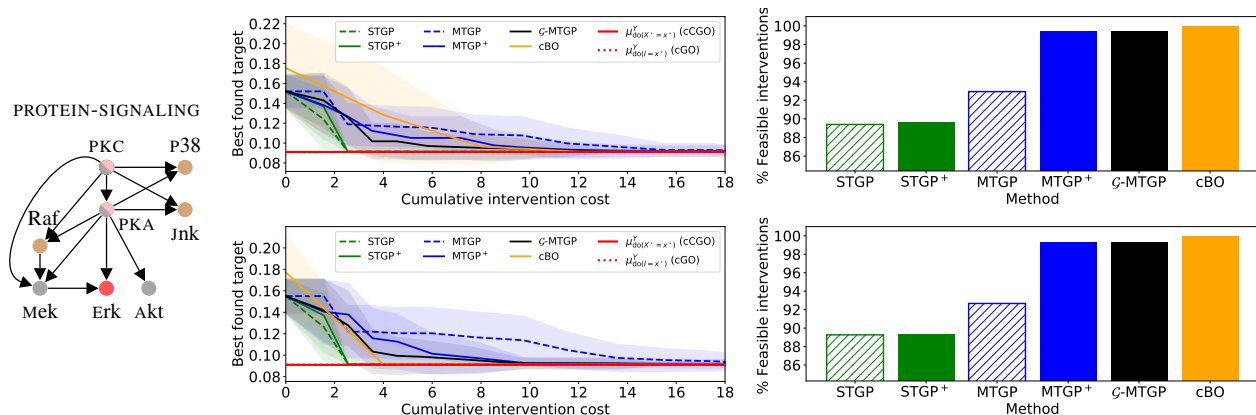 PROTEIN-SIGNALING
PKC
P38
Raf
PKA
Jnk
Mek
Erk
Akt
Best found target
0.22
0.20
0.18
0.16
0.14
0.12
0.10
0.08
0 2 4 6 8 10 12 14 16 18
Cumulative intervention cost
STGP
STGP+
MTGP
MTGP+
𝒢-MTGP
cBO
μ^Y_do(X*=x*) (cCGO)
μ^Y_do(I=x*) (cGO)
% Feasible interventions
100
98
96
94
92
90
88
86
STGP STGP+ MTGP MTGP+ 𝒢-MTGP cBO
Method
Best found target
0.20
0.18
0.16
0.14
0.12
0.10
0.08
0 2 4 6 8 10 12 14 16 18
Cumulative intervention cost
STGP
STGP+
MTGP
MTGP+
𝒢-MTGP
cBO
μ^Y_do(X*=x*) (cCGO)
μ^Y_do(I=x*) (cGO)
% Feasible interventions
100
98
96
94
92
90
88
86
STGP STGP+ MTGP MTGP+ 𝒢-MTGP cBO
Method